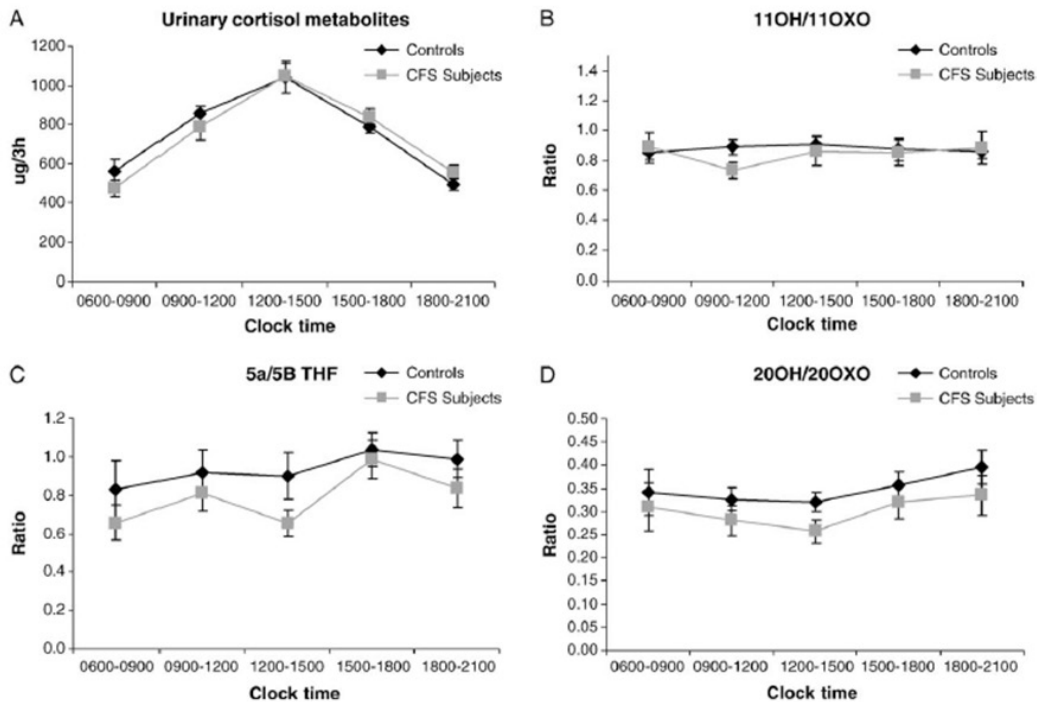 A
Urinary cortisol metabolites
Controls
CFS Subjects
1200
1000
800
600
400
200
0
ug/3h
0600-0900 0900-1200 1200-1500 1500-1800 1800-2100
Clock time
B
11OH/11OXO
Controls
CFS Subjects
1.4
1.2
1.0
0.8
0.6
0.4
0.2
0.0
Ratio
0600-0900 0900-1200 1200-1500 1500-1800 1800-2100
Clock time
C
5a/5B THF
Controls
CFS Subjects
1.2
1.0
0.8
0.6
0.4
0.2
0.0
Ratio
0600-0900 0900-1200 1200-1500 1500-1800 1800-2100
Clock time
D
20OH/20OXO
Controls
CFS Subjects
0.50
0.45
0.40
0.35
0.30
0.25
0.20
0.15
0.10
0.05
0.00
Ratio
0600-0900 0900-1200 1200-1500 1500-1800 1800-2100
Clock time